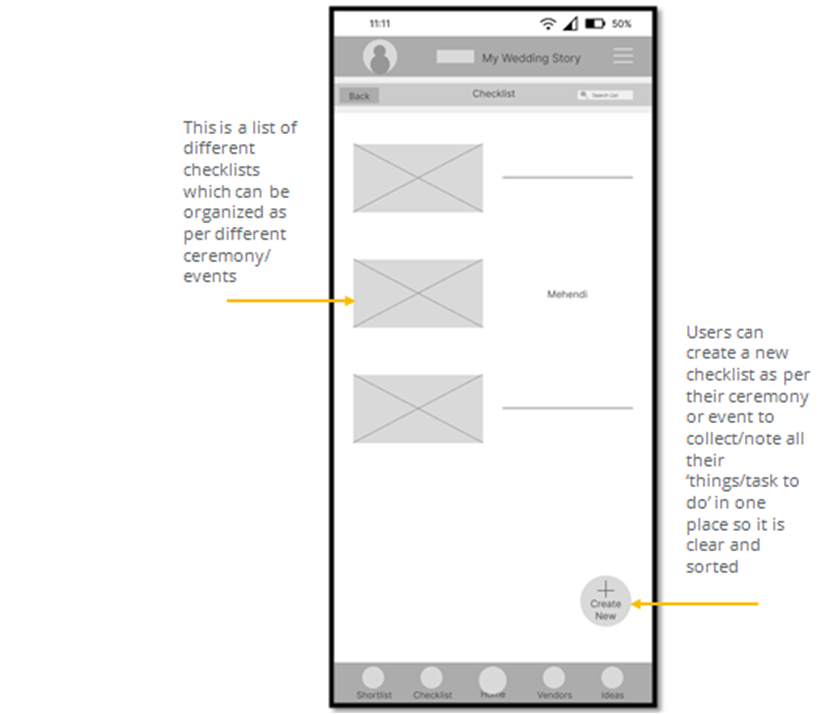 11:11
50%
My Wedding Story
Back
Checklist
Search List
This is a list of
different
checklists
which can be
organized as
per different
ceremony/
events
Mehendi
Users can
create a new
checklist as per
their ceremony
or event to
collect/note all
their
‘things/task to
do’ in one
place so it is
clear and
sorted
Create
New
Shortlist
Checklist
Home
Vendors
Ideas